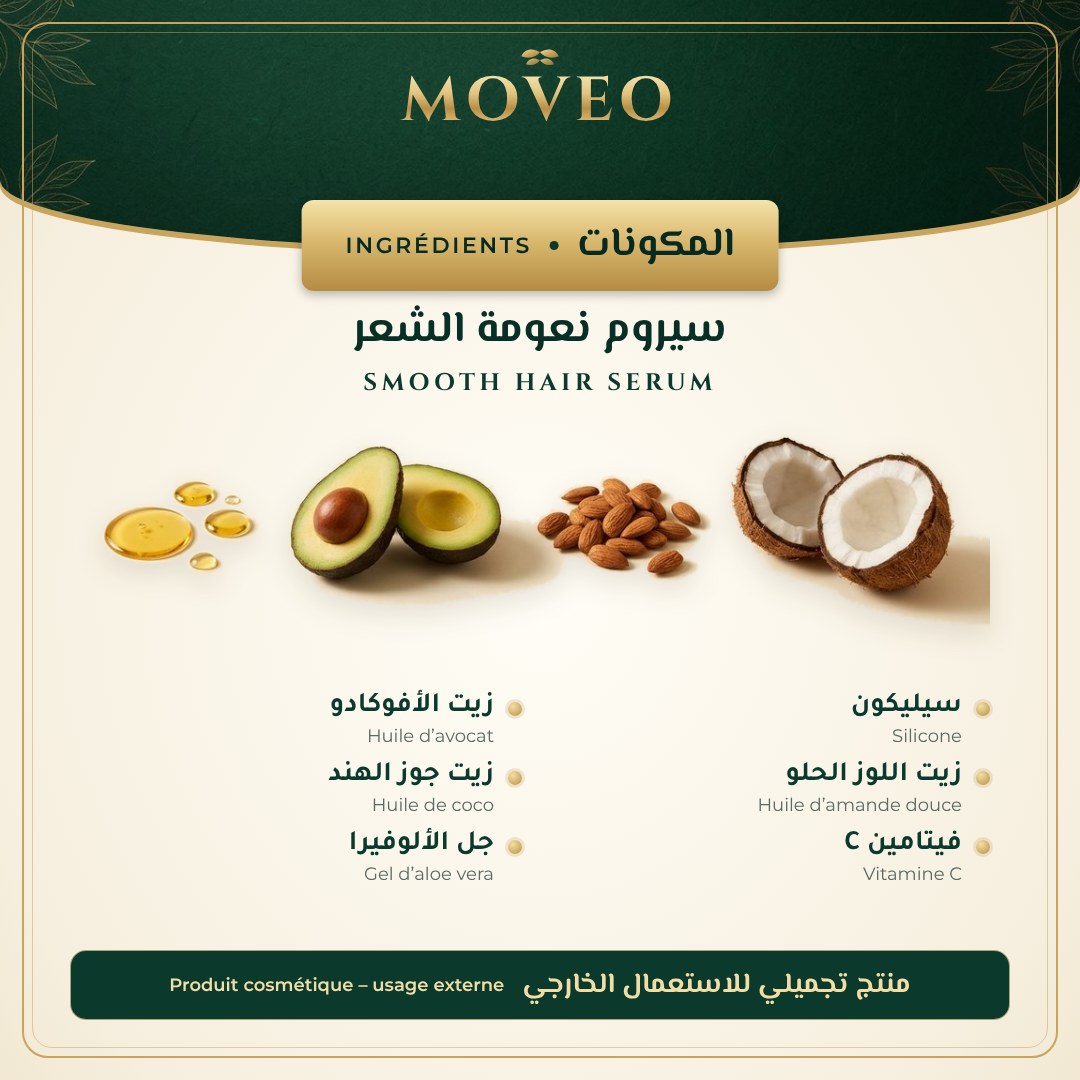 MOVEO
المكونات • INGRÉDIENTS
سيروم نعومة الشعر
SMOOTH HAIR SERUM
سيليكون
Silicone
زيت اللوز الحلو
Huile d’amande douce
فيتامين C
Vitamine C
زيت الأفوكادو
Huile d’avocat
زيت جوز الهند
Huile de coco
جل الألوفيرا
Gel d’aloe vera
منتج تجميلي للاستعمال الخارجي Produit cosmétique – usage externe